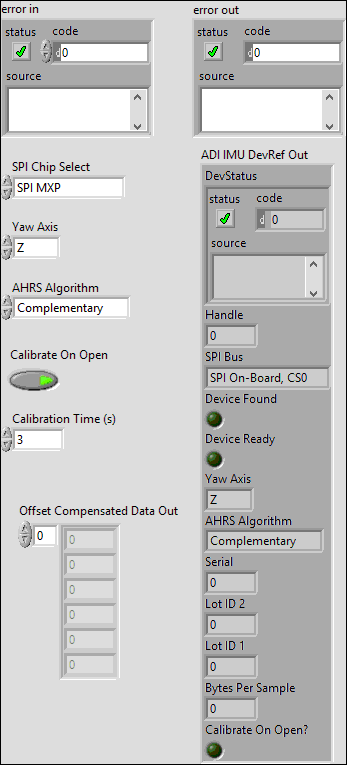 error in
status code
d 0
source
SPI Chip Select
SPI MXP
Yaw Axis
Z
AHRS Algorithm
Complementary
Calibrate On Open
Calibration Time (s)
3
Offset Compensated Data Out
0
0
0
0
0
0
0
error out
status code
d 0
source
ADI IMU DevRef Out
DevStatus
status code
d 0
source
Handle
0
SPI Bus
SPI On-Board, CS0
Device Found
Device Ready
Yaw Axis
Z
AHRS Algorithm
Complementary
Serial
0
Lot ID 2
0
Lot ID 1
0
Bytes Per Sample
0
Calibrate On Open?